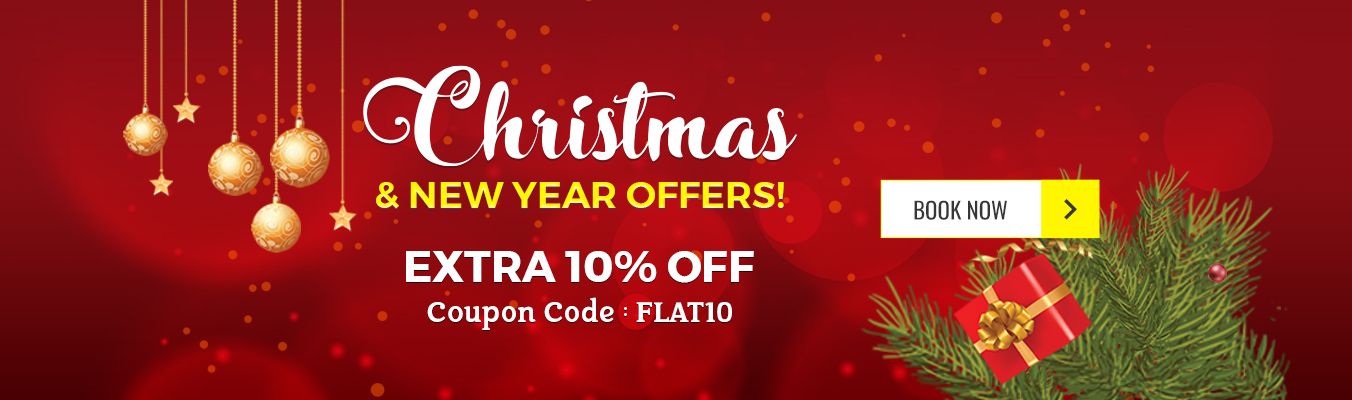 Christmas
& NEW YEAR OFFERS!
EXTRA 10% OFF
Coupon Code : FLAT10
BOOK NOW